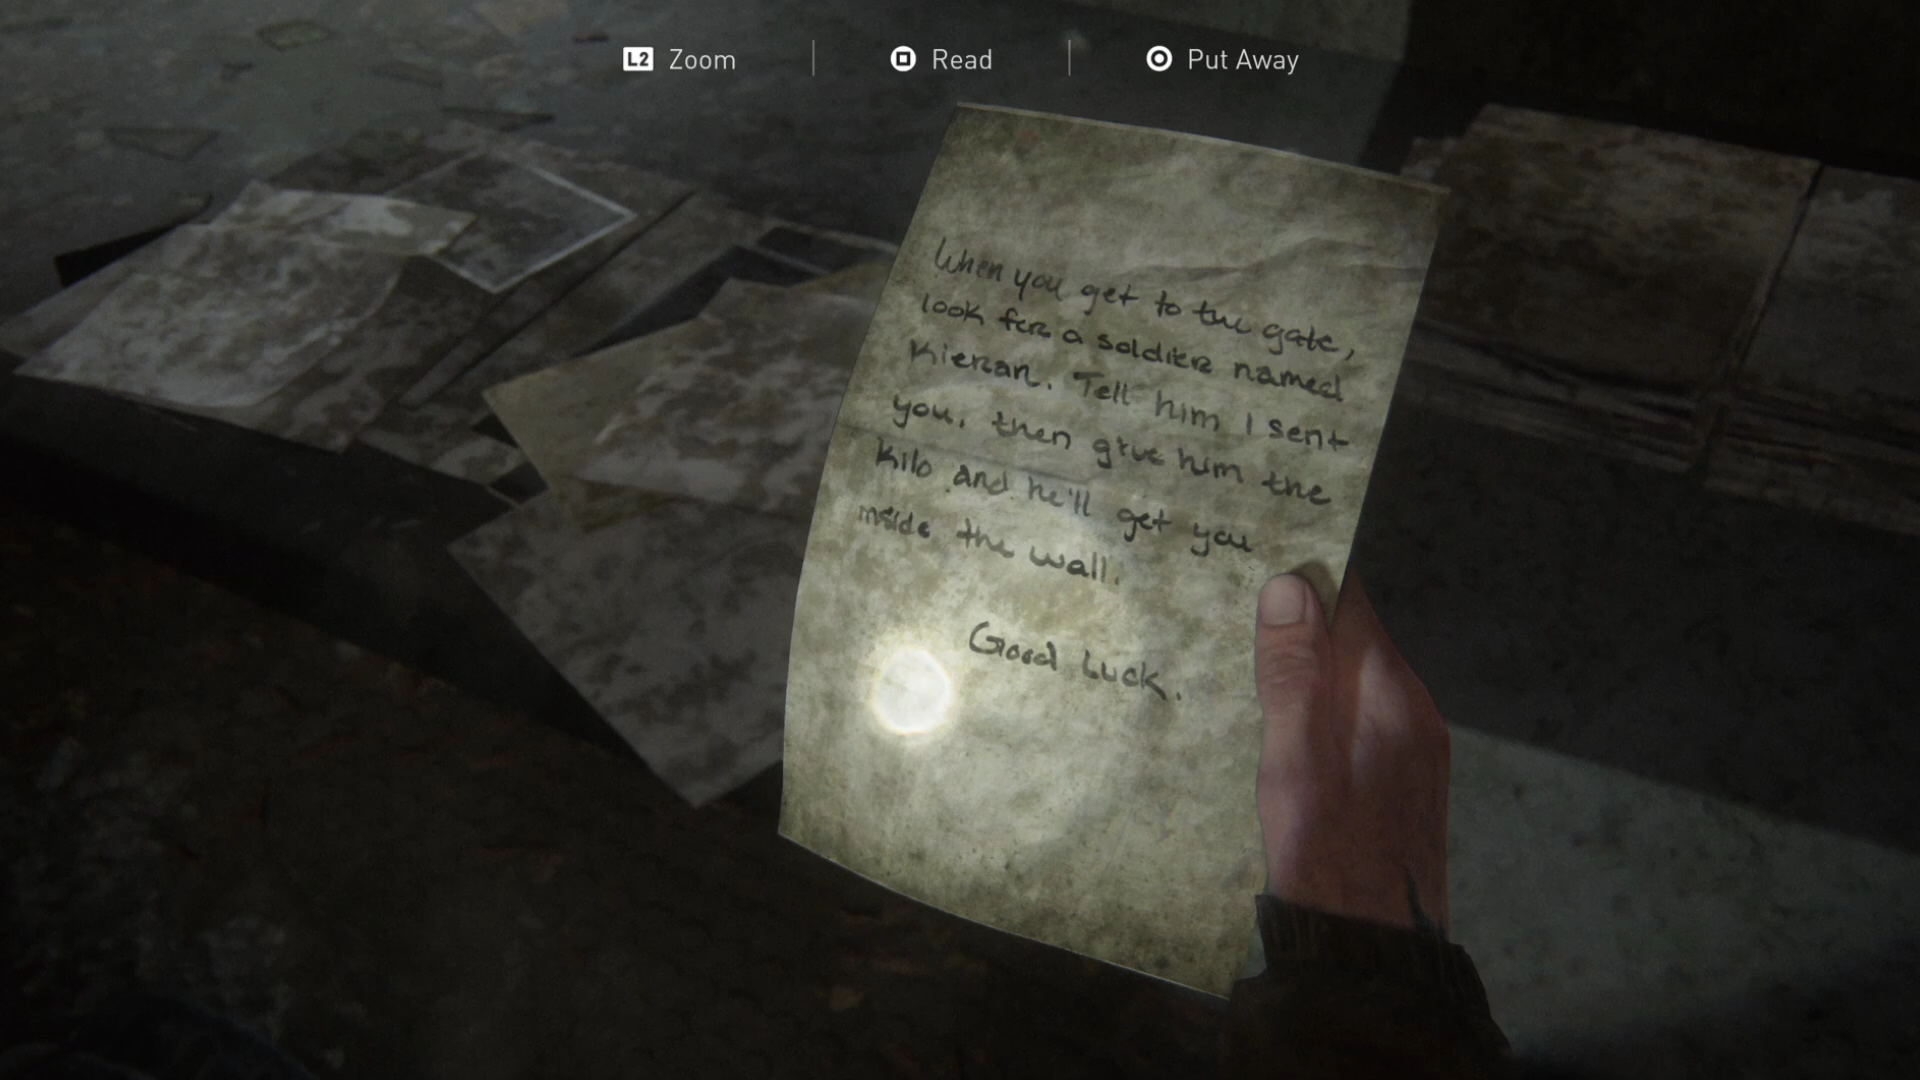 L2 Zoom | Read | Put Away
When you get to the gate,
look for a soldier named
Kieran. Tell him I sent
you, then give him the
kilo and he'll get you
inside the wall.
Good Luck.